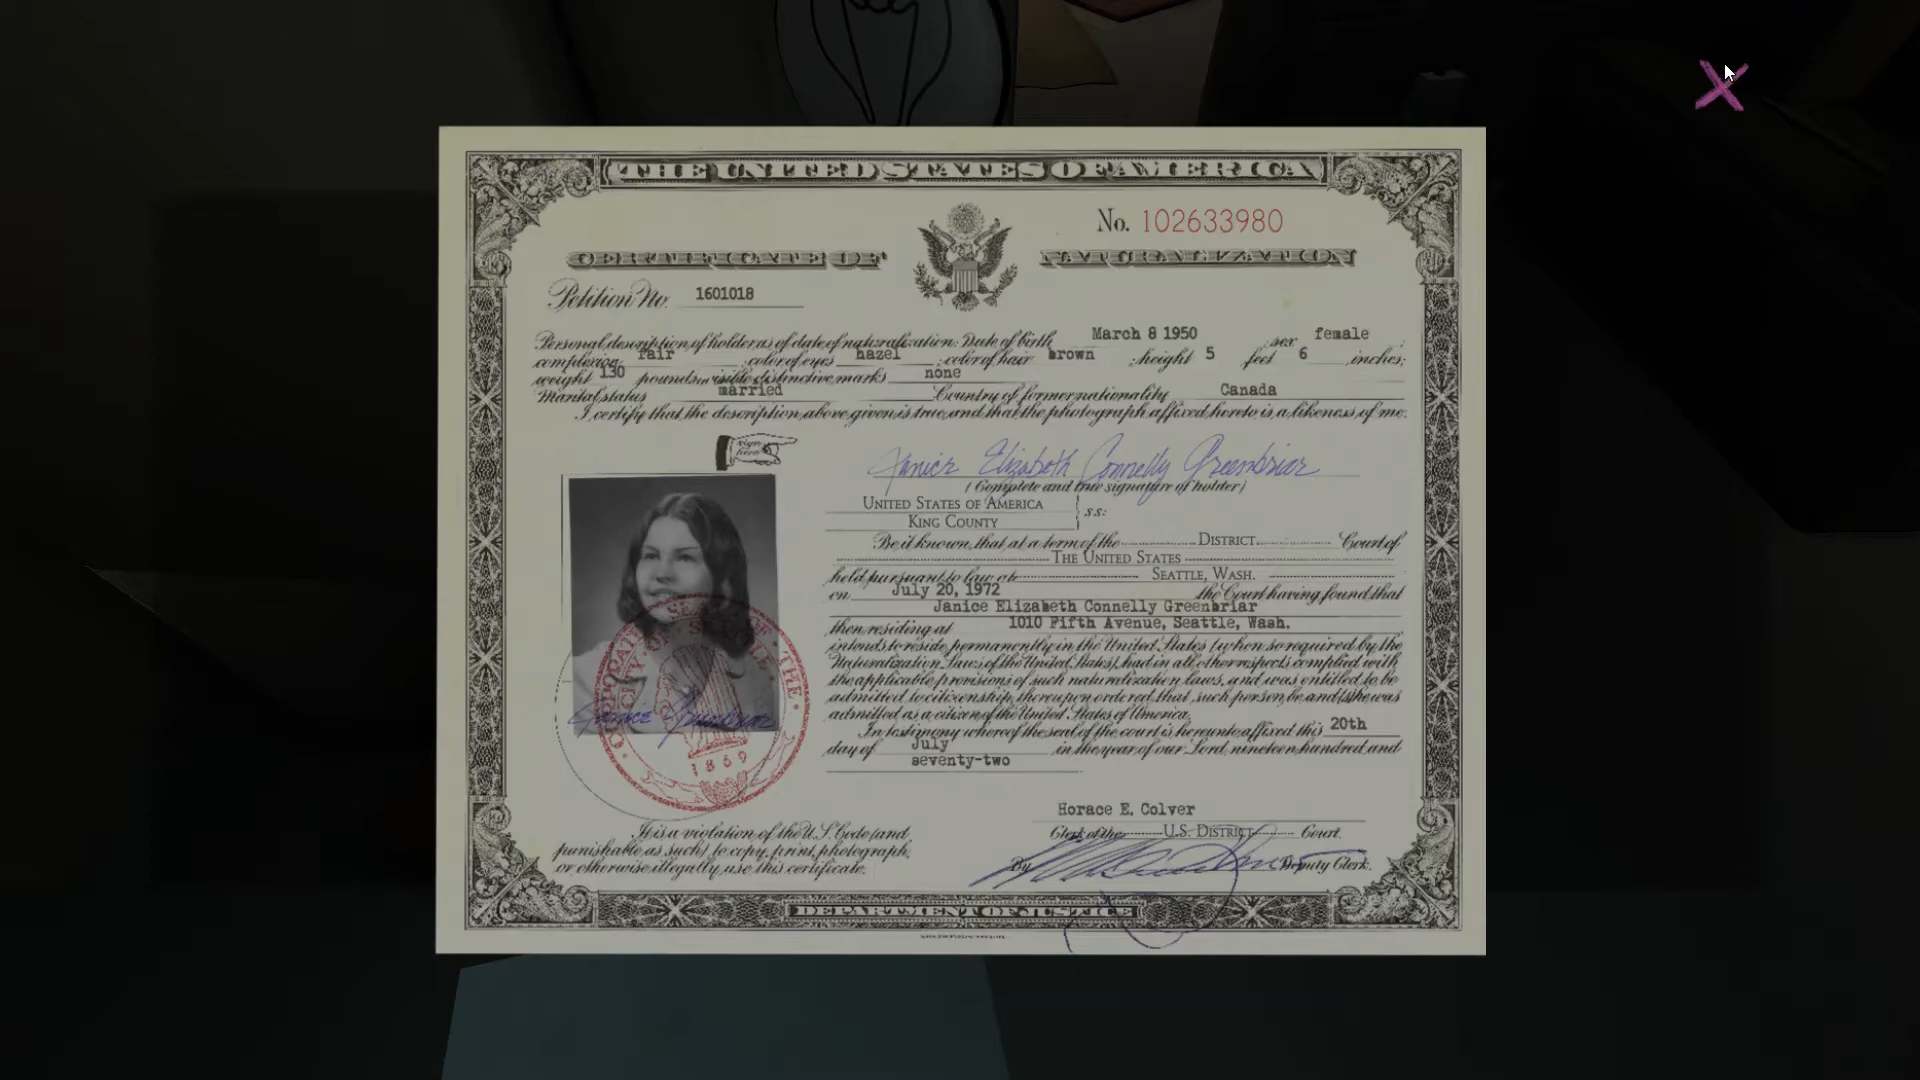 THE UNITED STATES OF AMERICA
No. 102633980
CERTIFICATE OF NATURALIZATION
Petition No. 1601018
Personal description of holder as of date of naturalization: Date of birth March 8 1950 sex female
complexion fair color of eyes hazel color of hair brown height 5 feet 6 inches;
weight 130 pounds; visible distinctive marks none
Marital status married Country of former nationality Canada
I certify that the description above given is true, and that the photograph affixed hereto is a likeness of me.
sign here
Janice Elizabeth Connelly Greenbriar
(Complete and true signature of holder)
UNITED STATES OF AMERICA
KING COUNTY
s.s:
Be it known, that at a term of the DISTRICT Court of
THE UNITED STATES
held pursuant to law at SEATTLE, WASH.
on July 20, 1972 the Court having found that
Janice Elizabeth Connelly Greenbriar
then residing at 1010 Fifth Avenue, Seattle, Wash.
intends to reside permanently in the United States (when so required by the
Naturalization Laws of the United States), had in all other respects complied with
the applicable provisions of such naturalization laws, and was entitled to be
admitted to citizenship, thereupon ordered that such person be and (s)he was
admitted as a citizen of the United States of America.
In testimony whereof the seal of the court is hereunto affixed this 20th
day of July in the year of our Lord nineteen hundred and
seventy-two
CORPORATE SEAL OF THE
CITY OF SEATTLE
1869
Janice Greenbriar
It is a violation of the U.S. Code (and
punishable as such) to copy, print, photograph,
or otherwise illegally use this certificate.
Horace E. Colver
Clerk of the U.S. DISTRICT Court.
By Deputy Clerk.
DEPARTMENT OF JUSTICE